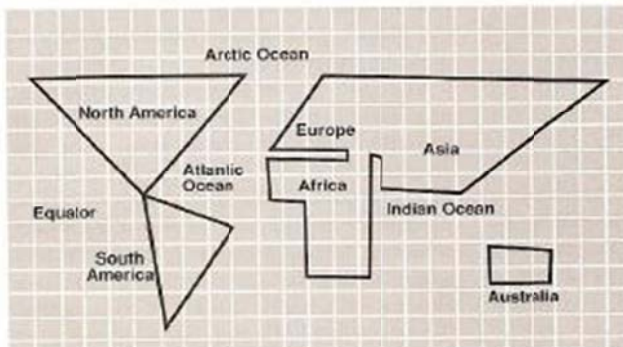 Arctic Ocean
North America
Europe
Asia
Atlantic
Ocean
Africa
Equator
Indian Ocean
South
America
Australia